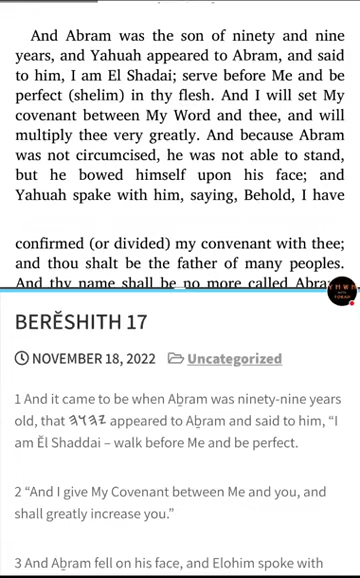 And Abram was the son of ninety and nine
years, and Yahuah appeared to Abram, and said
to him, I am El Shadai; serve before Me and be
perfect (shelim) in thy flesh. And I will set My
covenant between My Word and thee, and will
multiply thee very greatly. And because Abram
was not circumcised, he was not able to stand,
but he bowed himself upon his face; and
Yahuah spake with him, saying, Behold, I have
confirmed (or divided) my covenant with thee;
and thou shalt be the father of many peoples.
And thy name shall be no more called
BERĔSHITH 17
NOVEMBER 18, 2022 Uncategorized
1 And it came to be when Aḇram was ninety-nine years
old, that 𐤉𐤄𐤅𐤄 appeared to Aḇram and said to him, “I
am Ĕl Shaddai – walk before Me and be perfect.
2 “And I give My Covenant between Me and you, and
shall greatly increase you.”
3 And Aḇram fell on his face, and Elohim spoke with